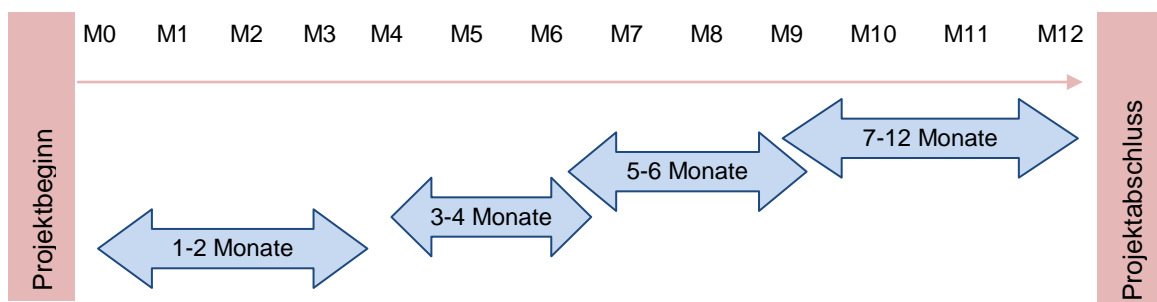 M0 M1 M2 M3 M4 M5 M6 M7 M8 M9 M10 M11 M12
Projektbeginn
7-12 Monate
5-6 Monate
3-4 Monate
1-2 Monate
Projektabschluss